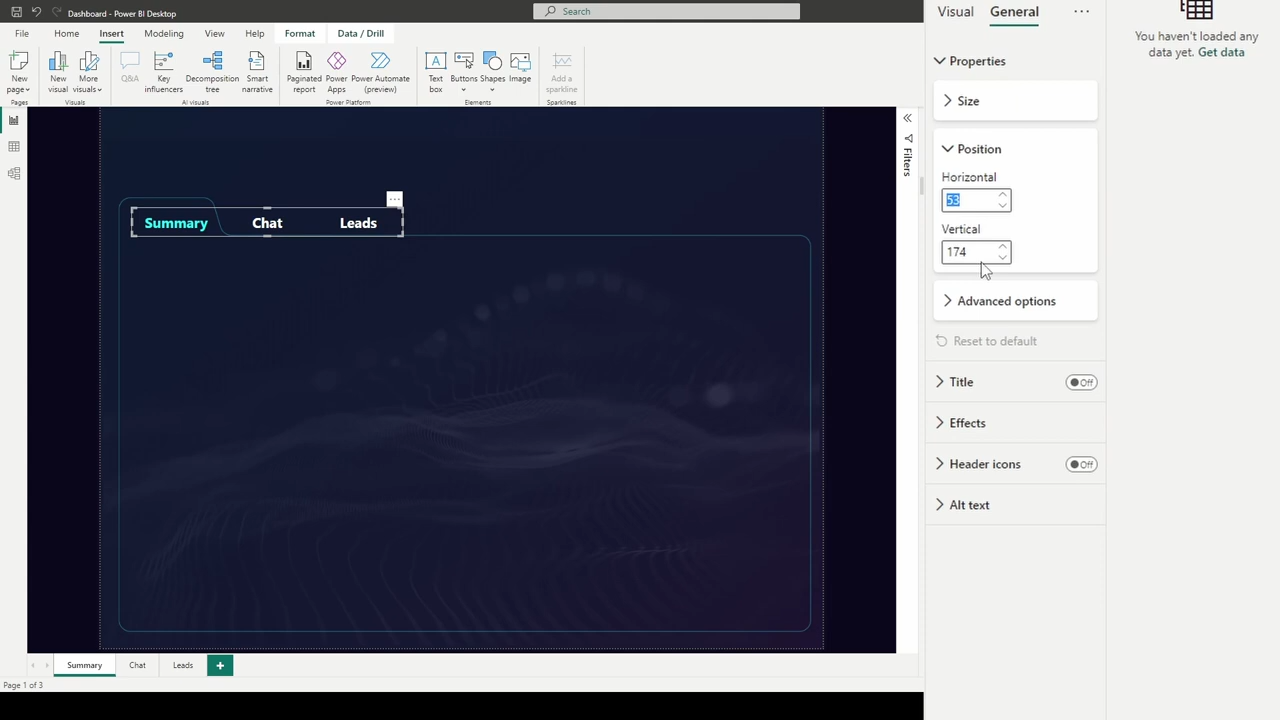 Dashboard - Power BI Desktop
Search
File Home Insert Modeling View Help Format Data / Drill
New page
New visual
More visuals
Q&A
Key influencers
Decomposition tree
Smart narrative
Paginated report
Power Apps
Power Automate (preview)
Text box
Buttons
Shapes
Image
Add a sparkline
Pages
Visuals
AI visuals
Power Platform
Elements
Sparklines
Summary Chat Leads
Filters
Visual General
Properties
Size
Position
Horizontal
53
Vertical
174
Advanced options
Reset to default
Title Off
Effects
Header icons Off
Alt text
You haven't loaded any
data yet. Get data
Summary Chat Leads
Page 1 of 3